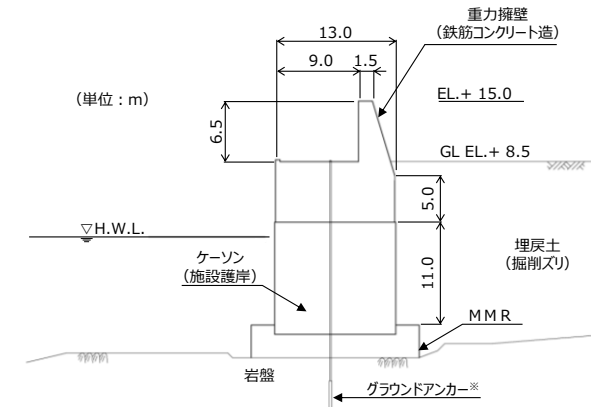 重力擁壁
（鉄筋コンクリート造）
13.0
9.0 1.5
（単位：m）
EL.+ 15.0
6.5
GL EL.+ 8.5
5.0
▽H.W.L.
ケーソン
（施設護岸）
埋戻土
（掘削ズリ）
11.0
ＭＭＲ
岩盤
グラウンドアンカー※